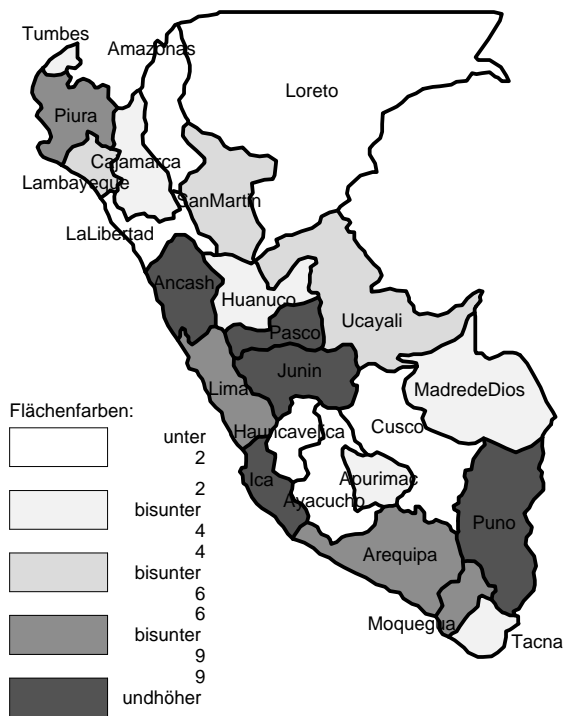 Tumbes
Amazonas
Loreto
Piura
Cajamarca
Lambayeque
SanMartin
LaLibertad
Ancash
Huanuco
Ucayali
Pasco
Junin
Lima
MadredeDios
Cusco
Hauncavelica
Ica
Apurimac
Ayacucho
Puno
Arequipa
Moquegua
Tacna
Flächenfarben:
unter
2
2
bisunter
4
4
bisunter
6
6
bisunter
9
9
undhöher